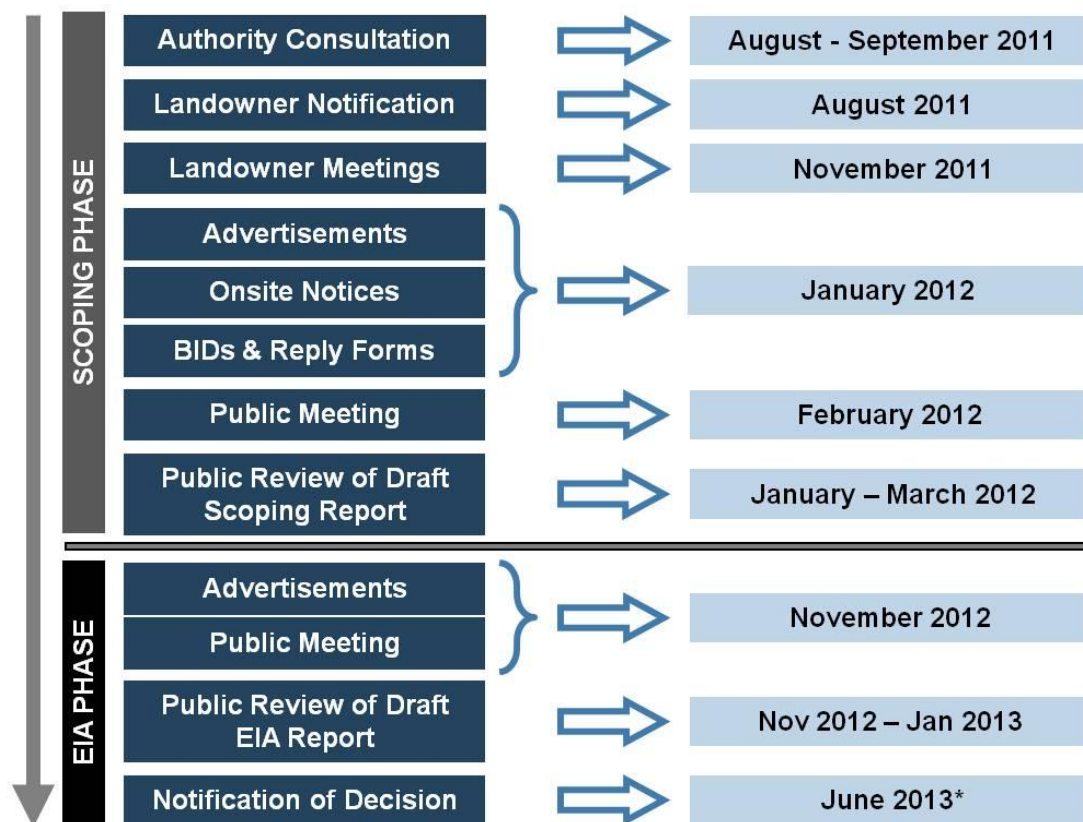 SCOPING PHASE
Authority Consultation
August - September 2011
Landowner Notification
August 2011
Landowner Meetings
November 2011
Advertisements
Onsite Notices
BIDs & Reply Forms
January 2012
Public Meeting
February 2012
Public Review of Draft
Scoping Report
January – March 2012
EIA PHASE
Advertisements
Public Meeting
November 2012
Public Review of Draft
EIA Report
Nov 2012 – Jan 2013
Notification of Decision
June 2013*